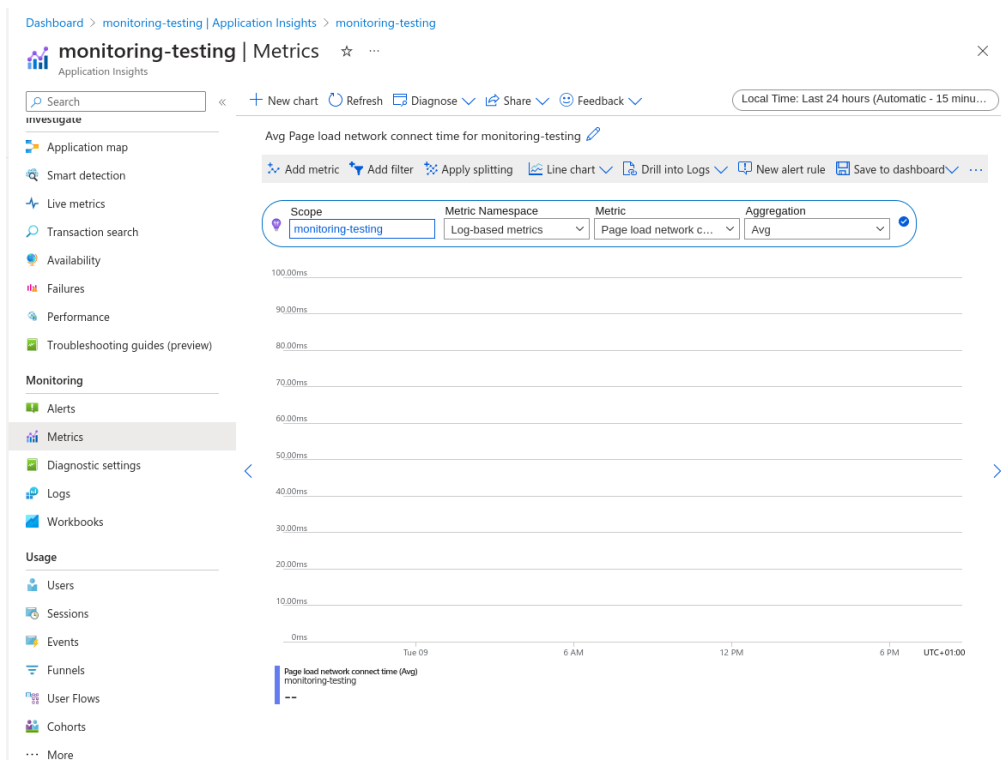 Dashboard > monitoring-testing | Application Insights > monitoring-testing
monitoring-testing | Metrics
Application Insights
Search
«
Investigate
Application map
Smart detection
Live metrics
Transaction search
Availability
Failures
Performance
Troubleshooting guides (preview)
Monitoring
Alerts
Metrics
Diagnostic settings
Logs
Workbooks
Usage
Users
Sessions
Events
Funnels
User Flows
Cohorts
More
New chart Refresh Diagnose Share Feedback
Local Time: Last 24 hours (Automatic - 15 minu...
Avg Page load network connect time for monitoring-testing
Add metric Add filter Apply splitting Line chart Drill into Logs New alert rule Save to dashboard
Scope Metric Namespace Metric Aggregation
monitoring-testing Log-based metrics Page load network c... Avg
100.00ms
90.00ms
80.00ms
70.00ms
60.00ms
50.00ms
40.00ms
30.00ms
20.00ms
10.00ms
0ms
Tue 09 6 AM 12 PM 6 PM UTC+01:00
Page load network connect time (Avg)
monitoring-testing
--